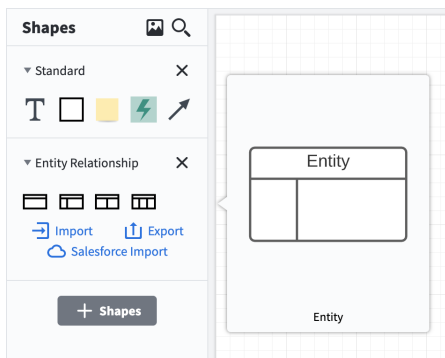 Shapes
Standard
T
Entity Relationship
Import
Export
Salesforce Import
+ Shapes
Entity
Entity